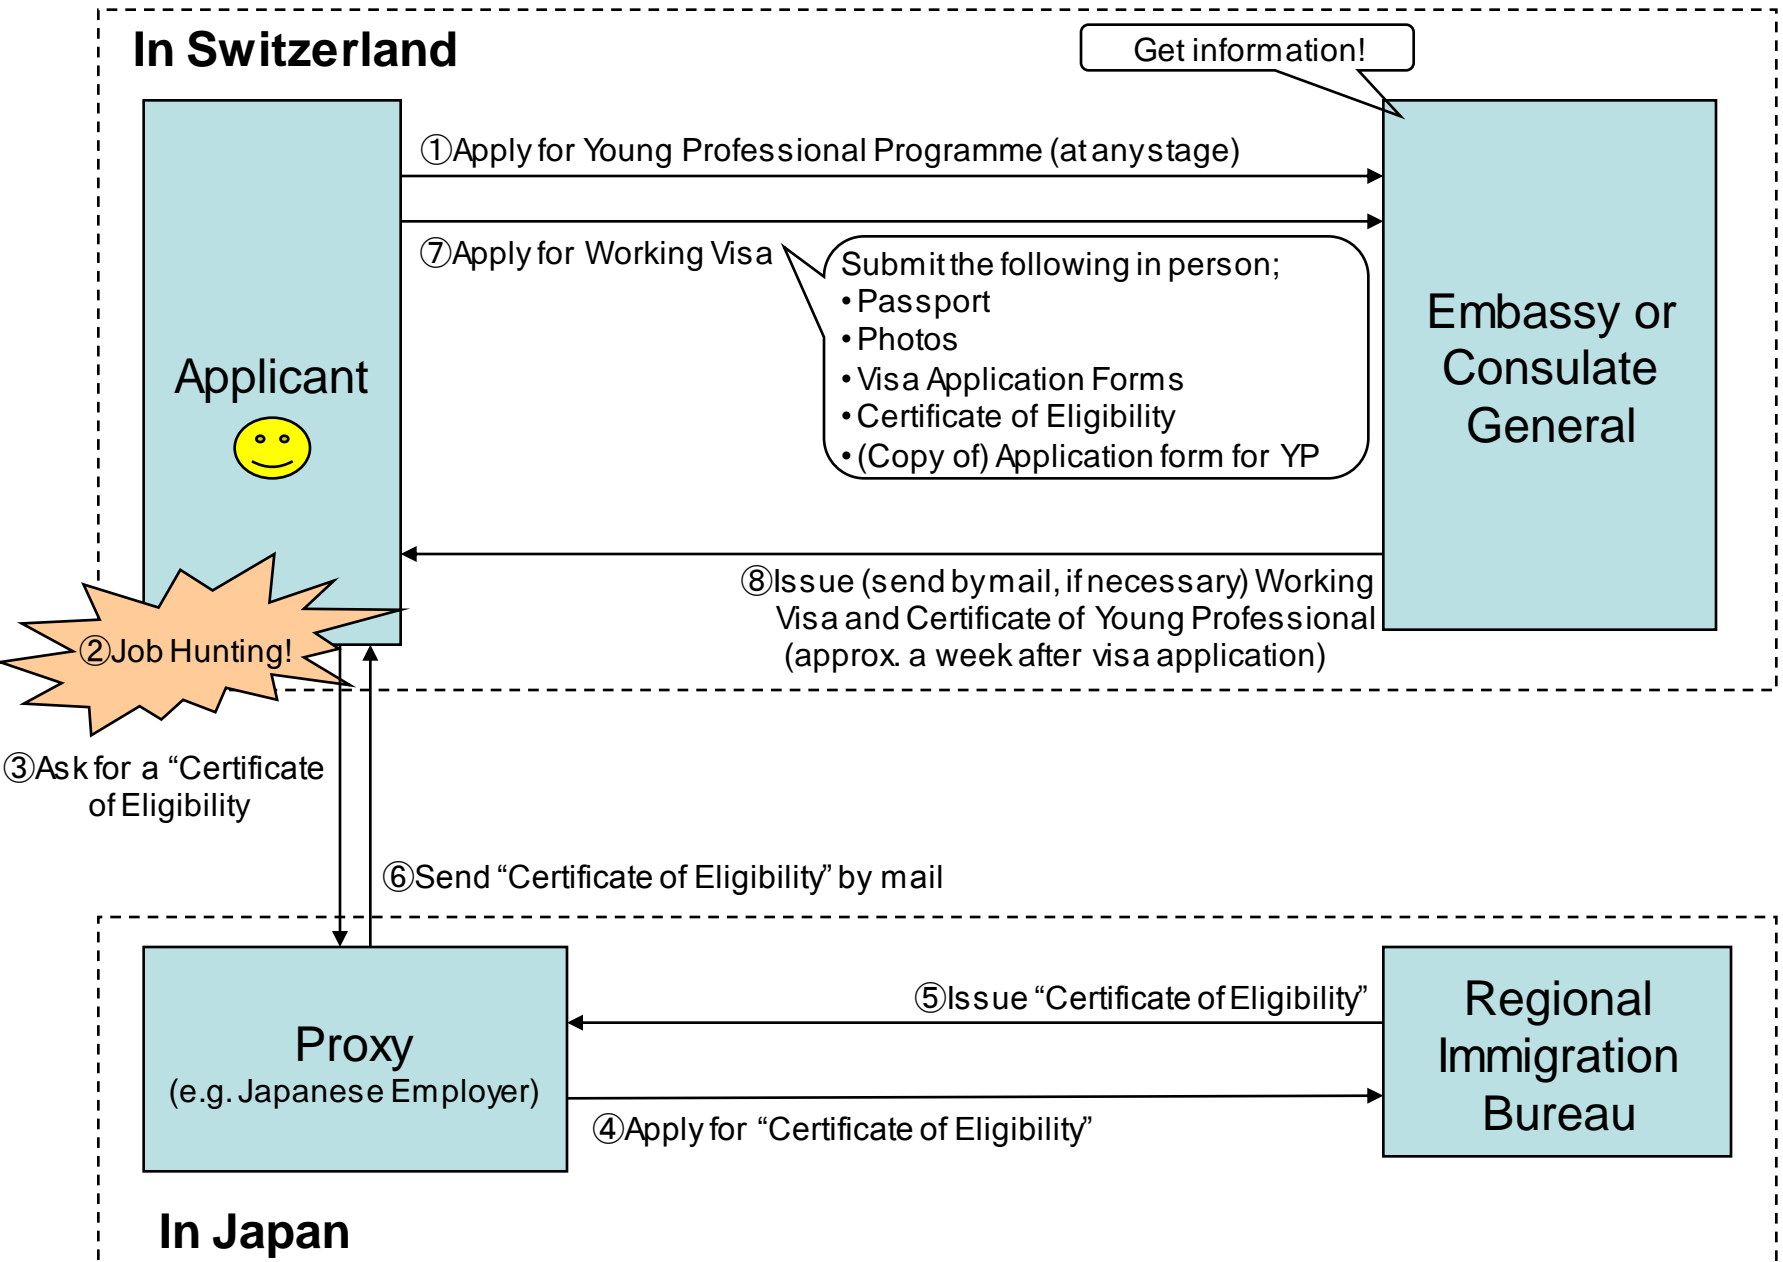 In Switzerland
Get information!
①Apply for Young Professional Programme (at any stage)
⑦Apply for Working Visa
Submit the following in person;
• Passport
• Photos
• Visa Application Forms
• Certificate of Eligibility
• (Copy of) Application form for YP
Applicant
Embassy or
Consulate
General
⑧Issue (send by mail, if necessary) Working
Visa and Certificate of Young Professional
(approx. a week after visa application)
②Job Hunting!
③Ask for a “Certificate
of Eligibility
⑥Send “Certificate of Eligibility” by mail
Proxy
(e.g. Japanese Employer)
⑤Issue “Certificate of Eligibility”
④Apply for “Certificate of Eligibility”
Regional
Immigration
Bureau
In Japan